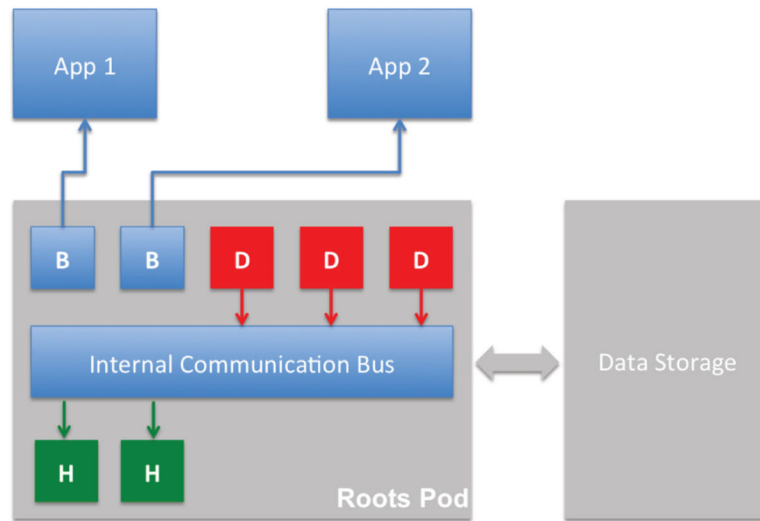 App 1
App 2
B
B
D
D
D
Internal Communication Bus
Data Storage
H
H
Roots Pod